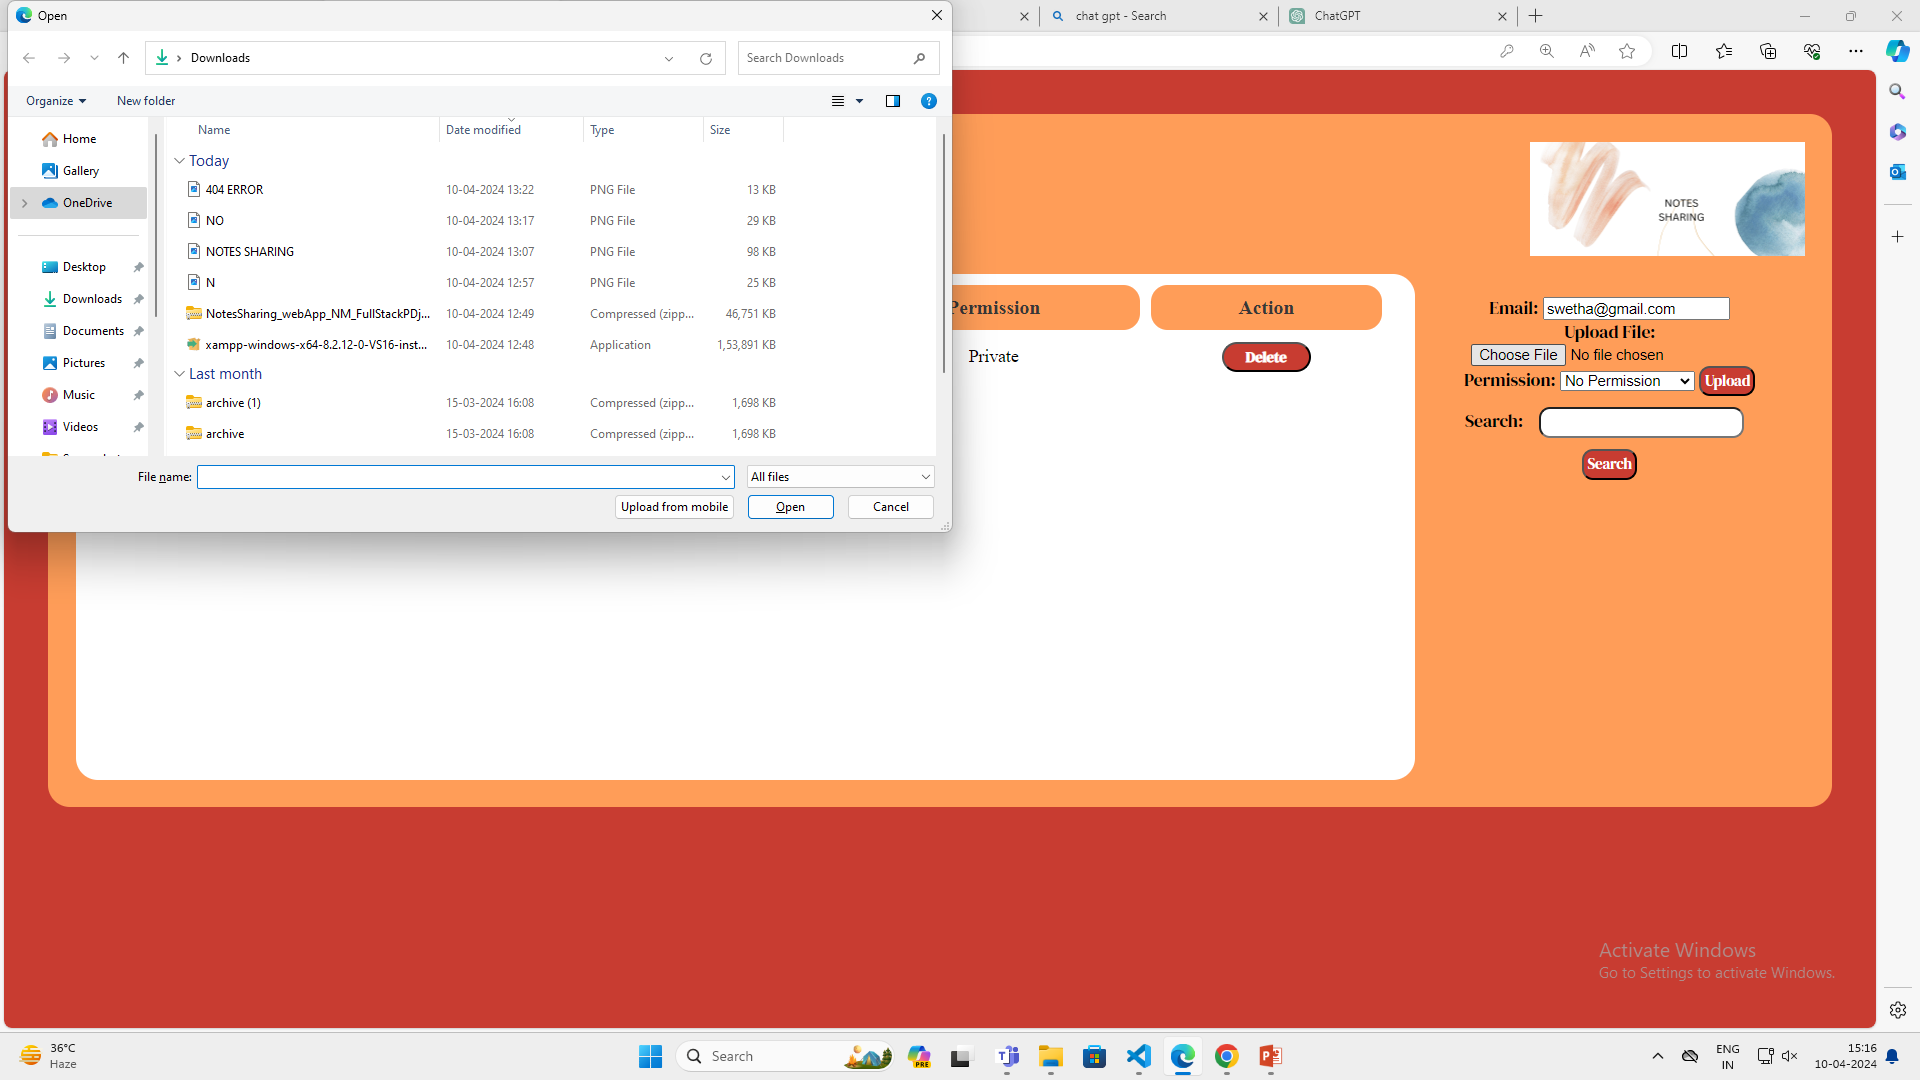 Open
chat gpt - Search
ChatGPT
Downloads
Search Downloads
Organize
New folder
Name
Date modified
Type
Size
Home
Gallery
OneDrive
Desktop
Downloads
Documents
Pictures
Music
Videos
Today
404 ERROR 10-04-2024 13:22 PNG File 13 KB
NO 10-04-2024 13:17 PNG File 29 KB
NOTES SHARING 10-04-2024 13:07 PNG File 98 KB
N 10-04-2024 12:57 PNG File 25 KB
NotesSharing_webApp_NM_FullStackPDj... 10-04-2024 12:49 Compressed (zipp... 46,751 KB
xampp-windows-x64-8.2.12-0-VS16-inst... 10-04-2024 12:48 Application 1,53,891 KB
Last month
archive (1) 15-03-2024 16:08 Compressed (zipp... 1,698 KB
archive 15-03-2024 16:08 Compressed (zipp... 1,698 KB
File name:
All files
Upload from mobile
Open
Cancel
NOTES
SHARING
Permission
Action
Private
Delete
Email: swetha@gmail.com
Upload File:
Choose File No file chosen
Permission: No Permission Upload
Search:
Search
Activate Windows
Go to Settings to activate Windows.
36°C
Haze
Search
PRE
ENG
IN
15:16
10-04-2024